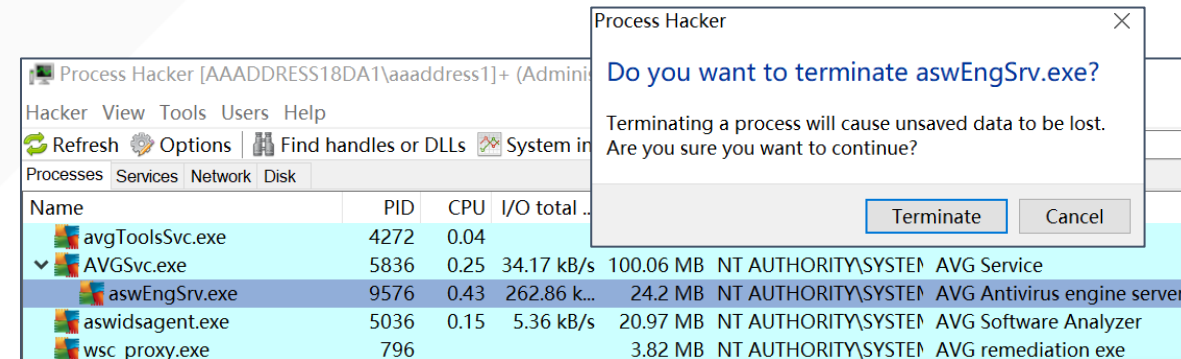 Process Hacker
Do you want to terminate aswEngSrv.exe?
Terminating a process will cause unsaved data to be lost.
Are you sure you want to continue?
Terminate Cancel
Process Hacker [AAADDRESS18DA1\aaaddress1]+ (Adminis
Hacker View Tools Users Help
Refresh Options Find handles or DLLs System in
Processes Services Network Disk
Name PID CPU I/O total ..
avgToolsSvc.exe 4272 0.04
AVGSvc.exe 5836 0.25 34.17 kB/s 100.06 MB NT AUTHORITY\SYSTEM AVG Service
aswEngSrv.exe 9576 0.43 262.86 k... 24.2 MB NT AUTHORITY\SYSTEM AVG Antivirus engine server
aswidsagent.exe 5036 0.15 5.36 kB/s 20.97 MB NT AUTHORITY\SYSTEM AVG Software Analyzer
wsc_proxy.exe 796 3.82 MB NT AUTHORITY\SYSTEM AVG remediation exe